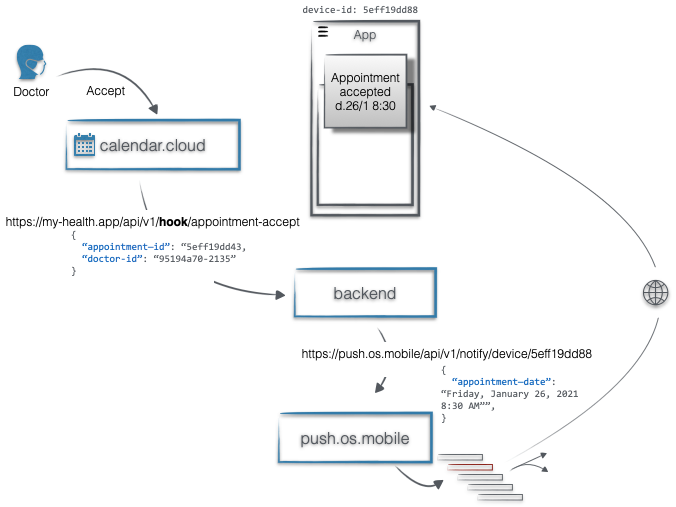 device-id: 5eff19dd88
App
Appointment
accepted
d.26/1 8:30
Doctor
Accept
calendar.cloud
https://my-health.app/api/v1/hook/appointment-accept
{
“appointment–id”: “5eff19dd43,
“doctor-id”: “95194a70-2135”
}
backend
https://push.os.mobile/api/v1/notify/device/5eff19dd88
{
“appointment–date”:
“Friday, January 26, 2021
8:30 AM””,
}
push.os.mobile